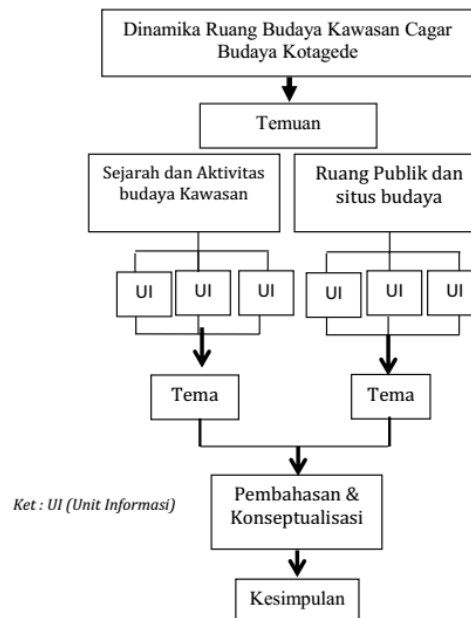 Dinamika Ruang Budaya Kawasan Cagar
Budaya Kotagede
Temuan
Sejarah dan Aktivitas
budaya Kawasan
Ruang Publik dan
situs budaya
UI
UI
UI
UI
UI
UI
Tema
Tema
Ket : UI (Unit Informasi)
Pembahasan &
Konseptualisasi
Kesimpulan